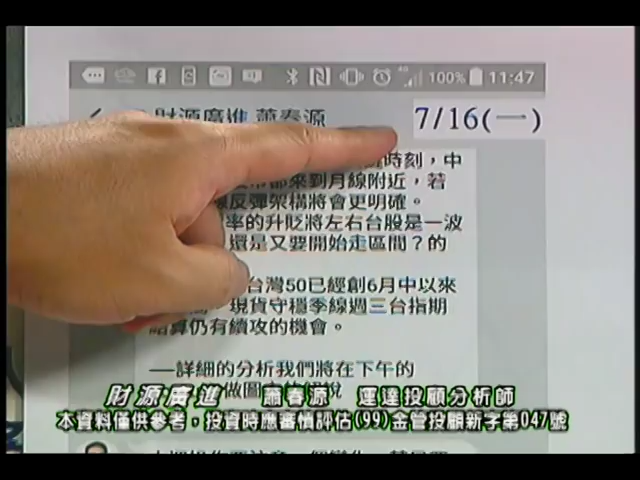 100% 11:47
財源廣進 蕭春源 7/16(一)
時刻，中
來到月線附近，若
反彈架構將會更明確。
率的升貶將左右台股是一波
還是又要開始走區間？的
台灣50已經創6月中以來
現貨守穩季線週三台指期
結算仍有續攻的機會。
──詳細的分析我們將在下午的
做圖
財源廣進 蕭春源 運達投顧分析師
本資料僅供參考，投資時應審慎評估(99)金管投顧新字第047號